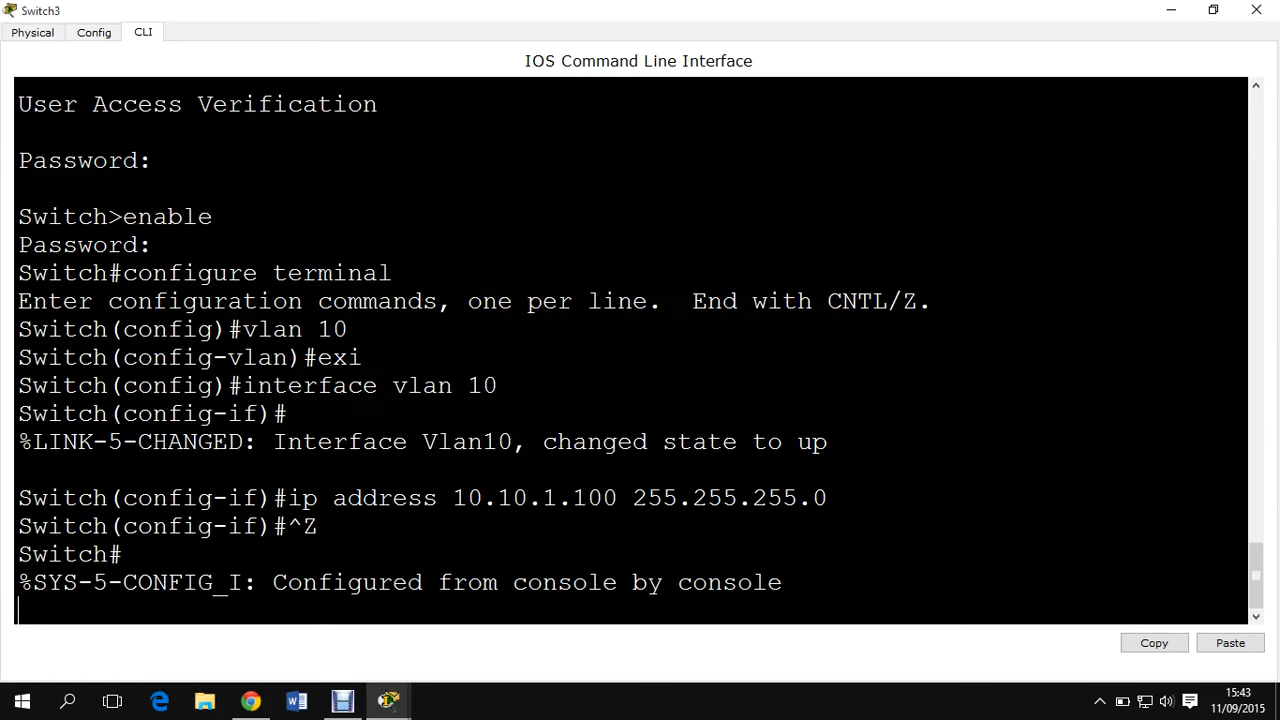 Switch3
Physical
Config
CLI
IOS Command Line Interface
User Access Verification
Password:
Switch>enable
Password:
Switch#configure terminal
Enter configuration commands, one per line.  End with CNTL/Z.
Switch(config)#vlan 10
Switch(config-vlan)#exi
Switch(config)#interface vlan 10
Switch(config-if)#
%LINK-5-CHANGED: Interface Vlan10, changed state to up
Switch(config-if)#ip address 10.10.1.100 255.255.255.0
Switch(config-if)#^Z
Switch#
%SYS-5-CONFIG_I: Configured from console by console
Copy
Paste
15:43
11/09/2015